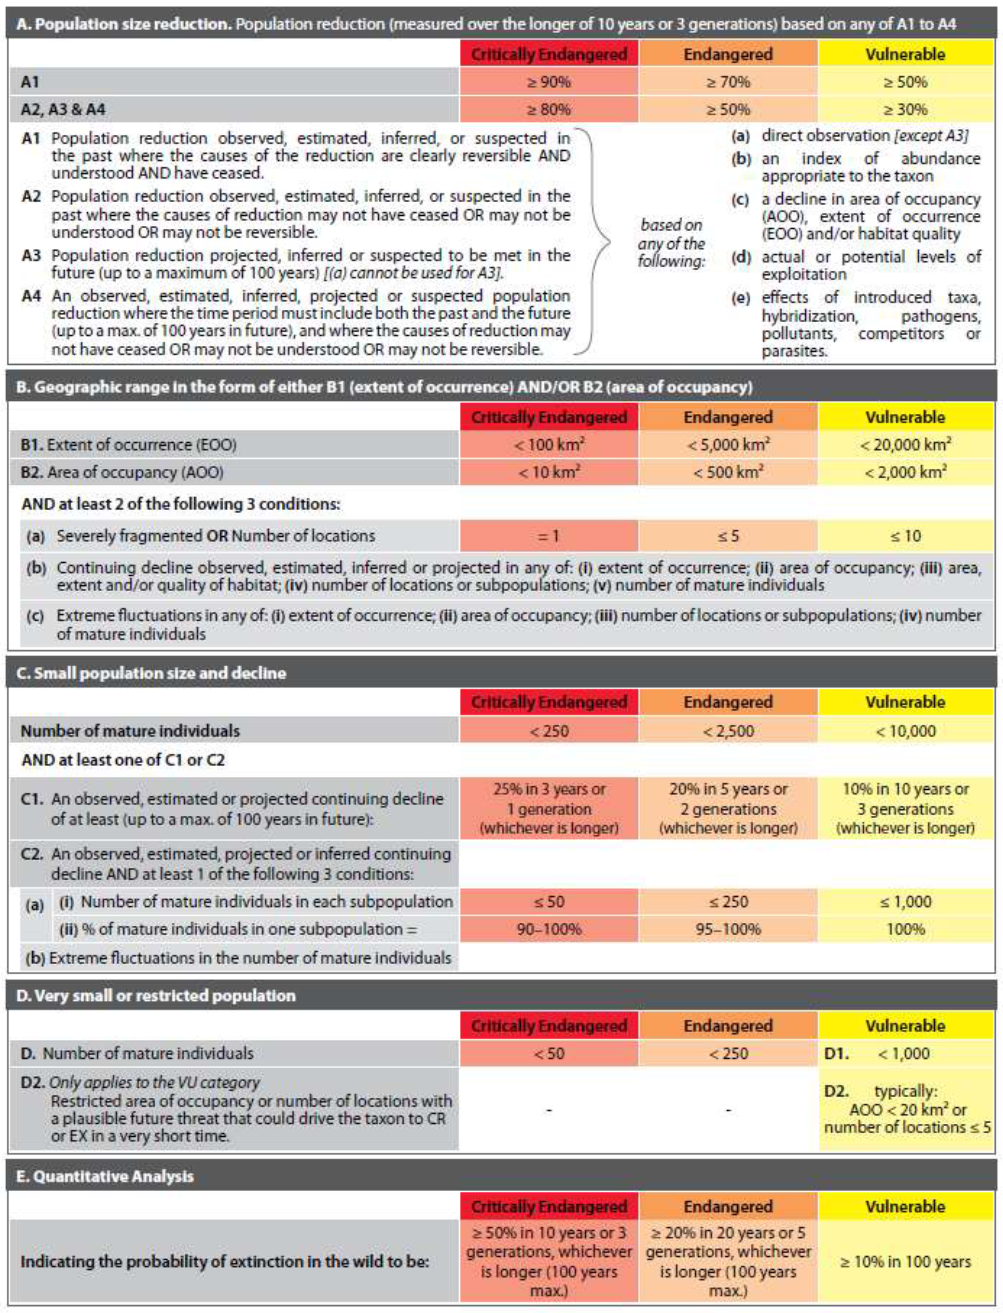 A. Population size reduction. Population reduction (measured over the longer of 10 years or 3 generations) based on any of A1 to A4
Critically Endangered Endangered Vulnerable
A1 ≥ 90% ≥ 70% ≥ 50%
A2, A3 & A4 ≥ 80% ≥ 50% ≥ 30%
A1 Population reduction observed, estimated, inferred, or suspected in
the past where the causes of the reduction are clearly reversible AND
understood AND have ceased.
A2 Population reduction observed, estimated, inferred, or suspected in the
past where the causes of reduction may not have ceased OR may not be
understood OR may not be reversible.
A3 Population reduction projected, inferred or suspected to be met in the
future (up to a maximum of 100 years) [(a) cannot be used for A3].
A4 An observed, estimated, inferred, projected or suspected population
reduction where the time period must include both the past and the future
(up to a max. of 100 years in future), and where the causes of reduction may
not have ceased OR may not be understood OR may not be reversible.
based on
any of the
following:
(a) direct observation [except A3]
(b) an index of abundance
appropriate to the taxon
(c) a decline in area of occupancy
(AOO), extent of occurrence
(EOO) and/or habitat quality
(d) actual or potential levels of
exploitation
(e) effects of introduced taxa,
hybridization, pathogens,
pollutants, competitors or
parasites.
B. Geographic range in the form of either B1 (extent of occurrence) AND/OR B2 (area of occupancy)
Critically Endangered Endangered Vulnerable
B1. Extent of occurrence (EOO) < 100 km² < 5,000 km² < 20,000 km²
B2. Area of occupancy (AOO) < 10 km² < 500 km² < 2,000 km²
AND at least 2 of the following 3 conditions:
(a) Severely fragmented OR Number of locations = 1 ≤ 5 ≤ 10
(b) Continuing decline observed, estimated, inferred or projected in any of: (i) extent of occurrence; (ii) area of occupancy; (iii) area,
extent and/or quality of habitat; (iv) number of locations or subpopulations; (v) number of mature individuals
(c) Extreme fluctuations in any of: (i) extent of occurrence; (ii) area of occupancy; (iii) number of locations or subpopulations; (iv) number
of mature individuals
C. Small population size and decline
Critically Endangered Endangered Vulnerable
Number of mature individuals < 250 < 2,500 < 10,000
AND at least one of C1 or C2
C1. An observed, estimated or projected continuing decline
of at least (up to a max. of 100 years in future):
25% in 3 years or
1 generation
(whichever is longer)
20% in 5 years or
2 generations
(whichever is longer)
10% in 10 years or
3 generations
(whichever is longer)
C2. An observed, estimated, projected or inferred continuing
decline AND at least 1 of the following 3 conditions:
(a) (i) Number of mature individuals in each subpopulation ≤ 50 ≤ 250 ≤ 1,000
(ii) % of mature individuals in one subpopulation = 90–100% 95–100% 100%
(b) Extreme fluctuations in the number of mature individuals
D. Very small or restricted population
Critically Endangered Endangered Vulnerable
D. Number of mature individuals < 50 < 250 D1. < 1,000
D2. Only applies to the VU category
Restricted area of occupancy or number of locations with
a plausible future threat that could drive the taxon to CR
or EX in a very short time.
- -
D2. typically:
AOO < 20 km² or
number of locations ≤ 5
E. Quantitative Analysis
Critically Endangered Endangered Vulnerable
Indicating the probability of extinction in the wild to be:
≥ 50% in 10 years or 3
generations, whichever
is longer (100 years
max.)
≥ 20% in 20 years or 5
generations, whichever
is longer (100 years
max.)
≥ 10% in 100 years